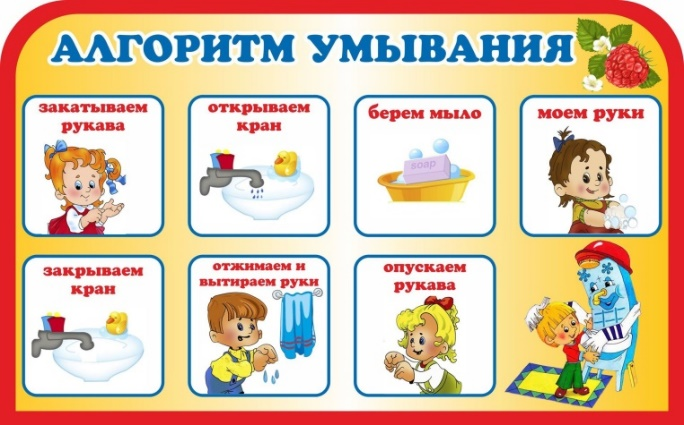 АЛГОРИТМ УМЫВАНИЯ
закатываем
рукава
открываем
кран
берем мыло
soap
моем руки
закрываем
кран
отжимаем и
вытираем руки
опускаем
рукава